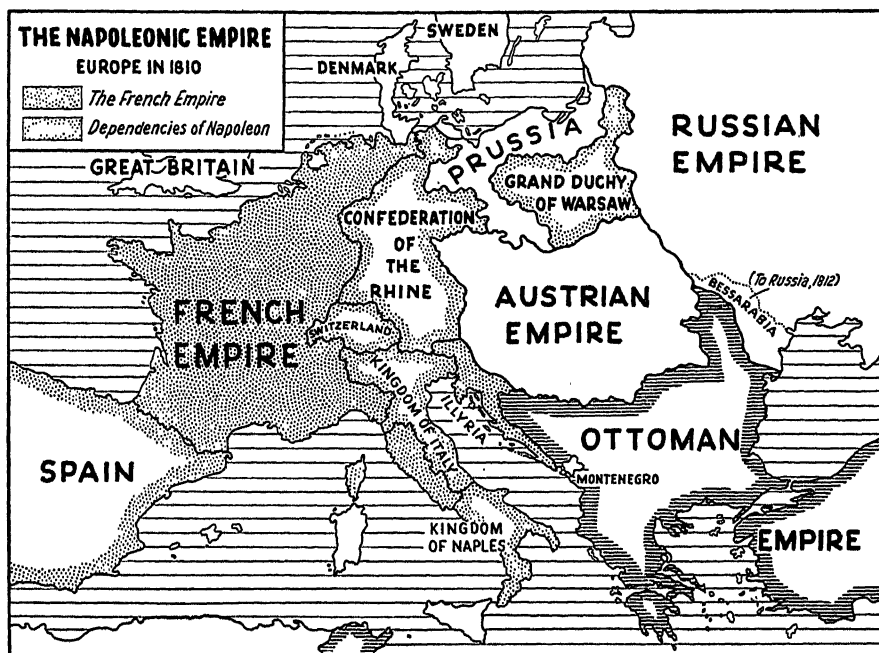 THE NAPOLEONIC EMPIRE
EUROPE IN 1810
The French Empire
Dependencies of Napoleon
SWEDEN
DENMARK
RUSSIAN
EMPIRE
PRUSSIA
GREAT BRITAIN
GRAND DUCHY
OF WARSAW
CONFEDERATION
OF
THE
RHINE
(To Russia, 1812)
BESSARABIA
AUSTRIAN
EMPIRE
FRENCH
EMPIRE
SWITZERLAND
KINGDOM OF ITALY
ILLYRIA
OTTOMAN
SPAIN
MONTENEGRO
KINGDOM
OF NAPLES
EMPIRE